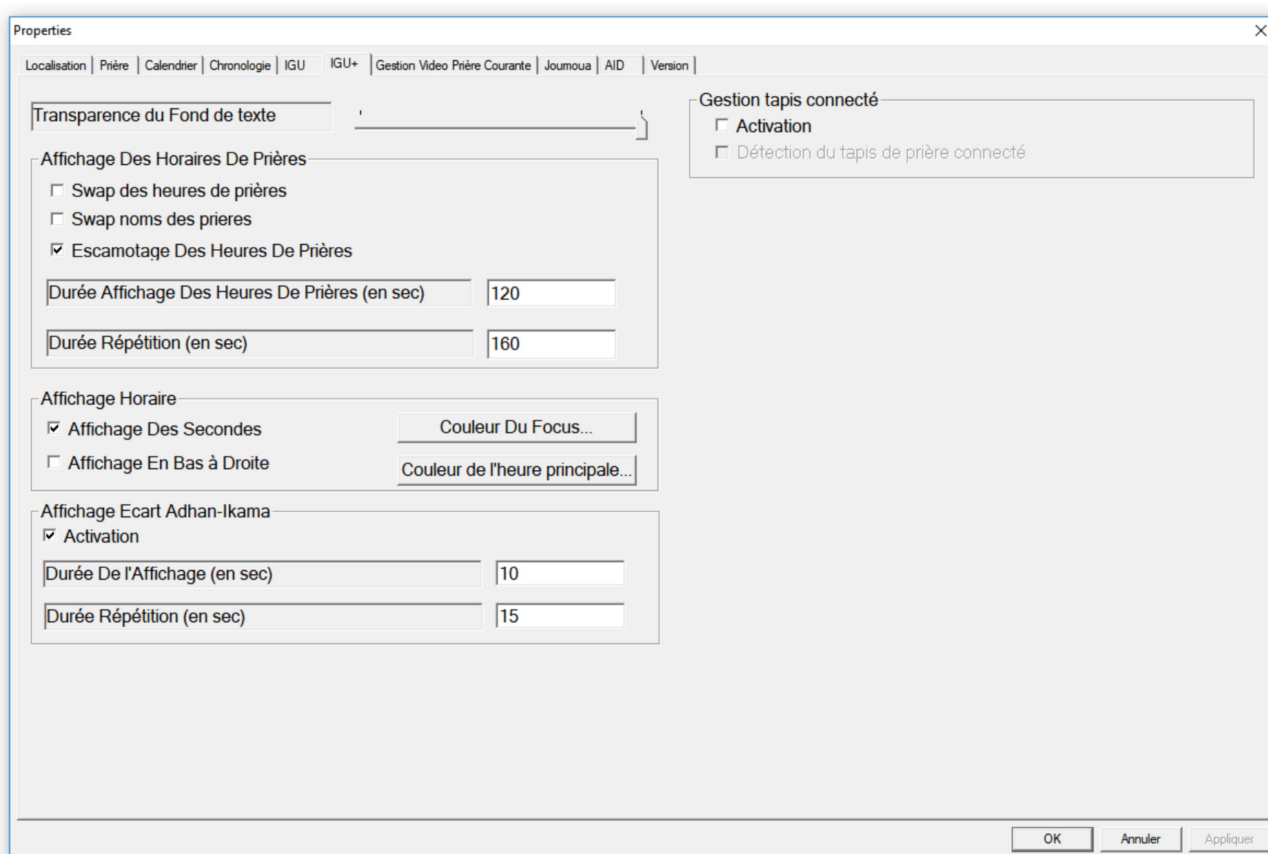 Properties
Localisation | Prière | Calendrier | Chronologie | IGU | IGU+ | Gestion Video Prière Courante | Joumoua | AID | Version
Transparence du Fond de texte
Affichage Des Horaires De Prières
Swap des heures de prières
Swap noms des prieres
Escamotage Des Heures De Prières
Durée Affichage Des Heures De Prières (en sec) 120
Durée Répétition (en sec) 160
Affichage Horaire
Affichage Des Secondes Couleur Du Focus...
Affichage En Bas à Droite Couleur de l'heure principale...
Affichage Ecart Adhan-Ikama
Activation
Durée De l'Affichage (en sec) 10
Durée Répétition (en sec) 15
Gestion tapis connecté
Activation
Détection du tapis de prière connecté
OK Annuler Appliquer